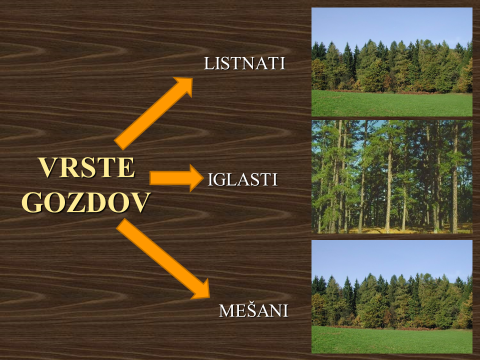 LISTNATI
VRSTE
GOZDOV
IGLASTI
MEŠANI